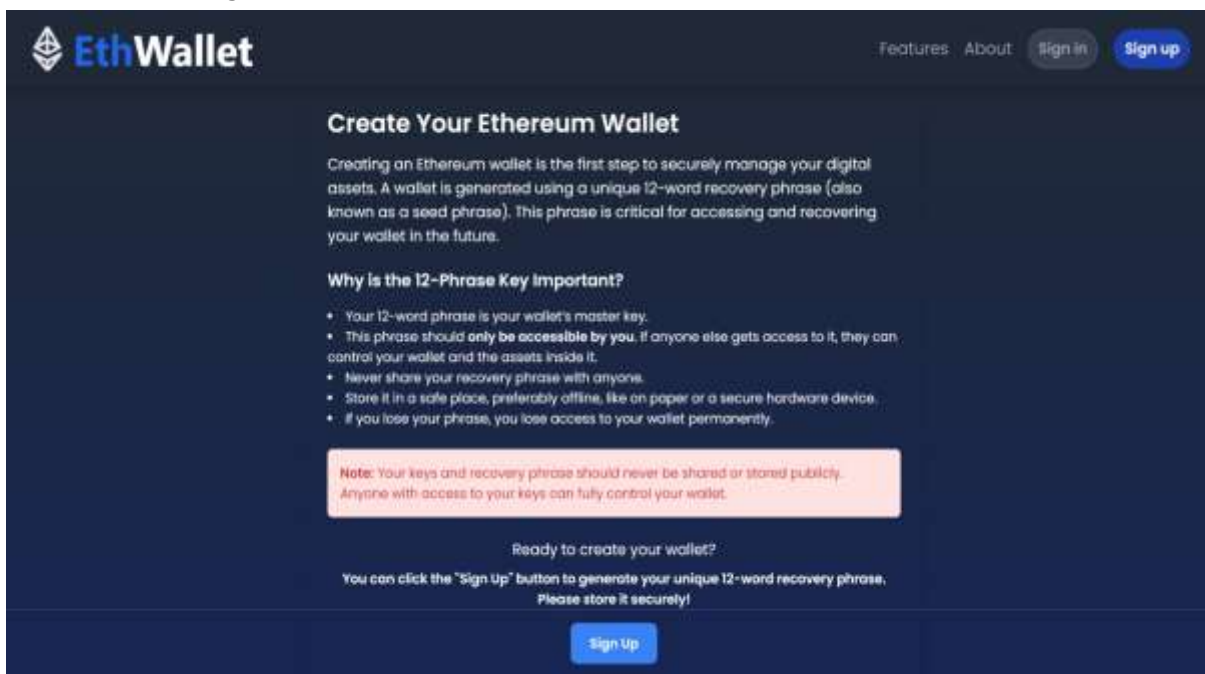 EthWallet
Features About Sign in Sign up
Create Your Ethereum Wallet
Creating an Ethereum wallet is the first step to securely manage your digital
assets. A wallet is generated using a unique 12-word recovery phrase (also
known as a seed phrase). This phrase is critical for accessing and recovering
your wallet in the future.
Why is the 12-Phrase Key Important?
• Your 12-word phrase is your wallet's master key.
• This phrase should only be accessible by you. If anyone else gets access to it, they can
control your wallet and the assets inside it.
• Never share your recovery phrase with anyone.
• Store it in a safe place, preferably offline, like on paper or a secure hardware device.
• If you lose your phrase, you lose access to your wallet permanently.
Note: Your keys and recovery phrase should never be shared or stored publicly.
Anyone with access to your keys can fully control your wallet.
Ready to create your wallet?
You can click the "Sign Up" button to generate your unique 12-word recovery phrase.
Please store it securely!
Sign Up